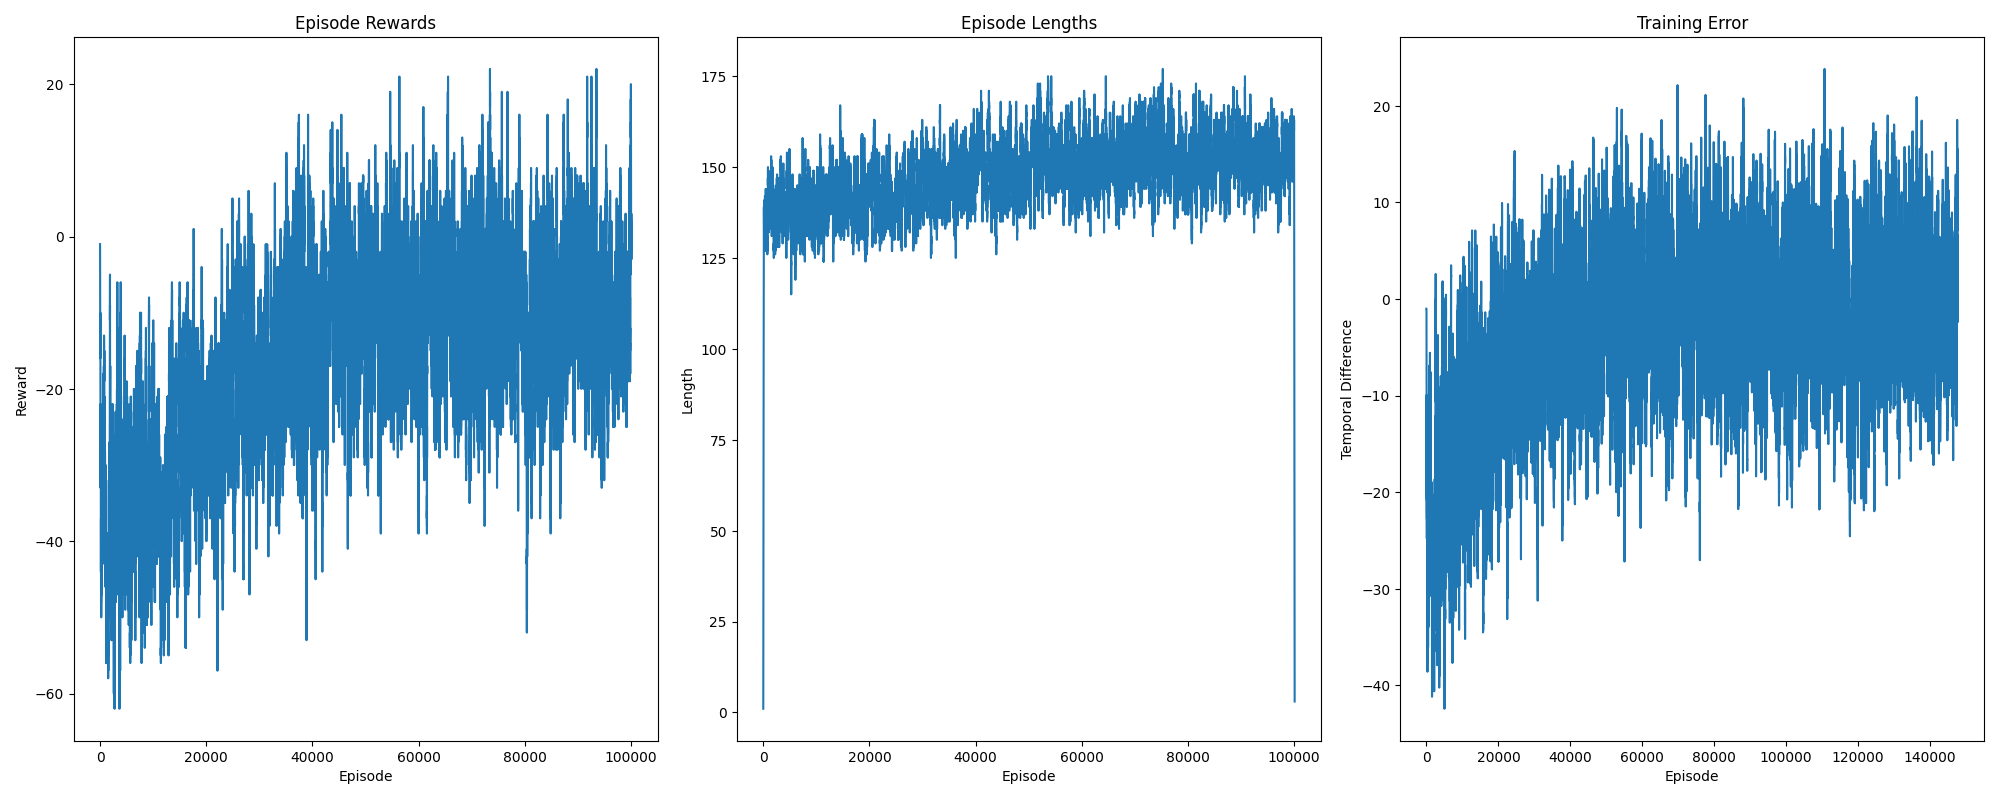 Episode Rewards
Reward
20
0
−20
−40
−60
0 20000 40000 60000 80000 100000
Episode
Episode Lengths
Length
175
150
125
100
75
50
25
0
0 20000 40000 60000 80000 100000
Episode
Training Error
Temporal Difference
20
10
0
−10
−20
−30
−40
0 20000 40000 60000 80000 100000 120000 140000
Episode